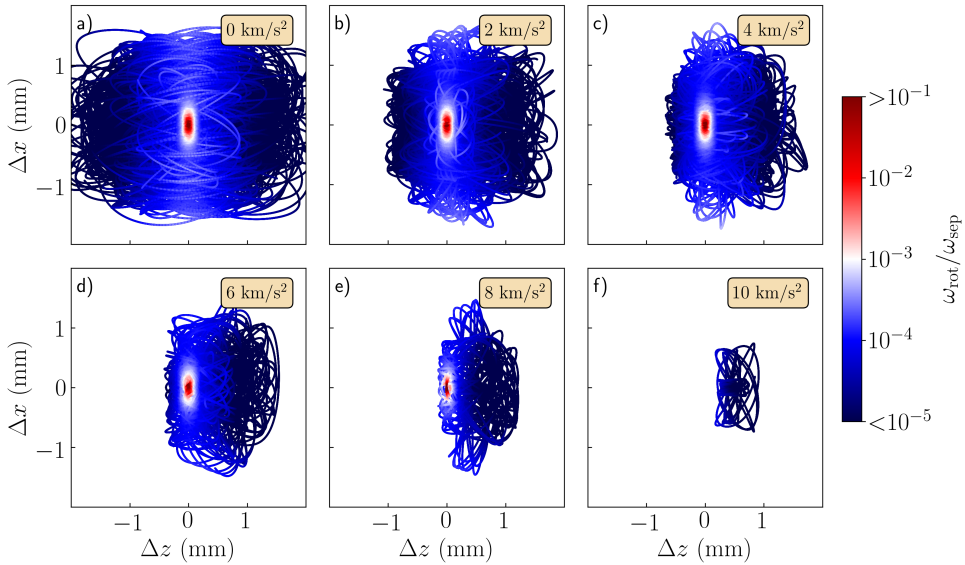 a)
0 km/s²
b)
2 km/s²
c)
4 km/s²
Δx (mm)
1
0
−1
d)
6 km/s²
e)
8 km/s²
f)
10 km/s²
Δx (mm)
1
0
−1
−1 0 1
Δz (mm)
−1 0 1
Δz (mm)
−1 0 1
Δz (mm)
>10⁻¹
10⁻²
10⁻³
10⁻⁴
<10⁻⁵
ω_rot/ω_sep